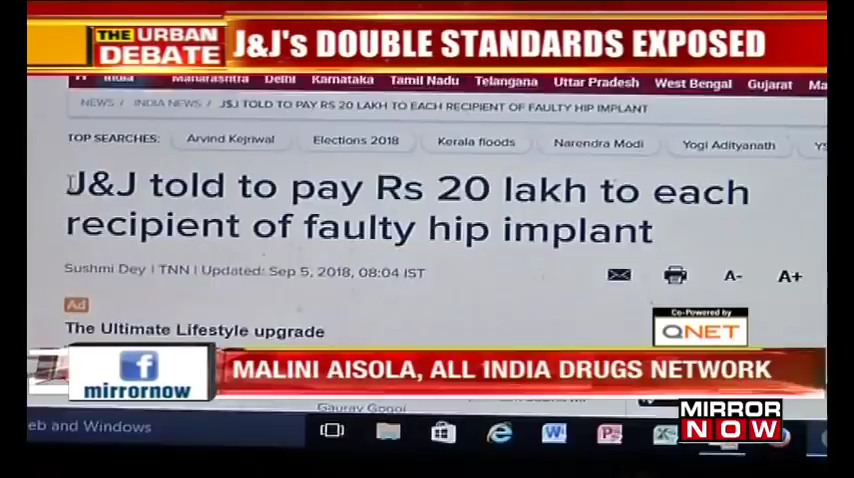 THE URBAN
DEBATE
J&J's DOUBLE STANDARDS EXPOSED
India Maharashtra Delhi Karnataka Tamil Nadu Telangana Uttar Pradesh West Bengal Gujarat
NEWS / INDIA NEWS / J&J TOLD TO PAY RS 20 LAKH TO EACH RECIPIENT OF FAULTY HIP IMPLANT
TOP SEARCHES: Arvind Kejriwal Elections 2018 Kerala floods Narendra Modi Yogi Adityanath
J&J told to pay Rs 20 lakh to each
recipient of faulty hip implant
Sushmi Dey | TNN | Updated: Sep 5, 2018, 08:04 IST
A- A+
Ad
The Ultimate Lifestyle upgrade
Co-Powered by
QNET
f
mirrornow
MALINI AISOLA, ALL INDIA DRUGS NETWORK
Gaurav Gogoi
MIRROR
NOW
eb and Windows